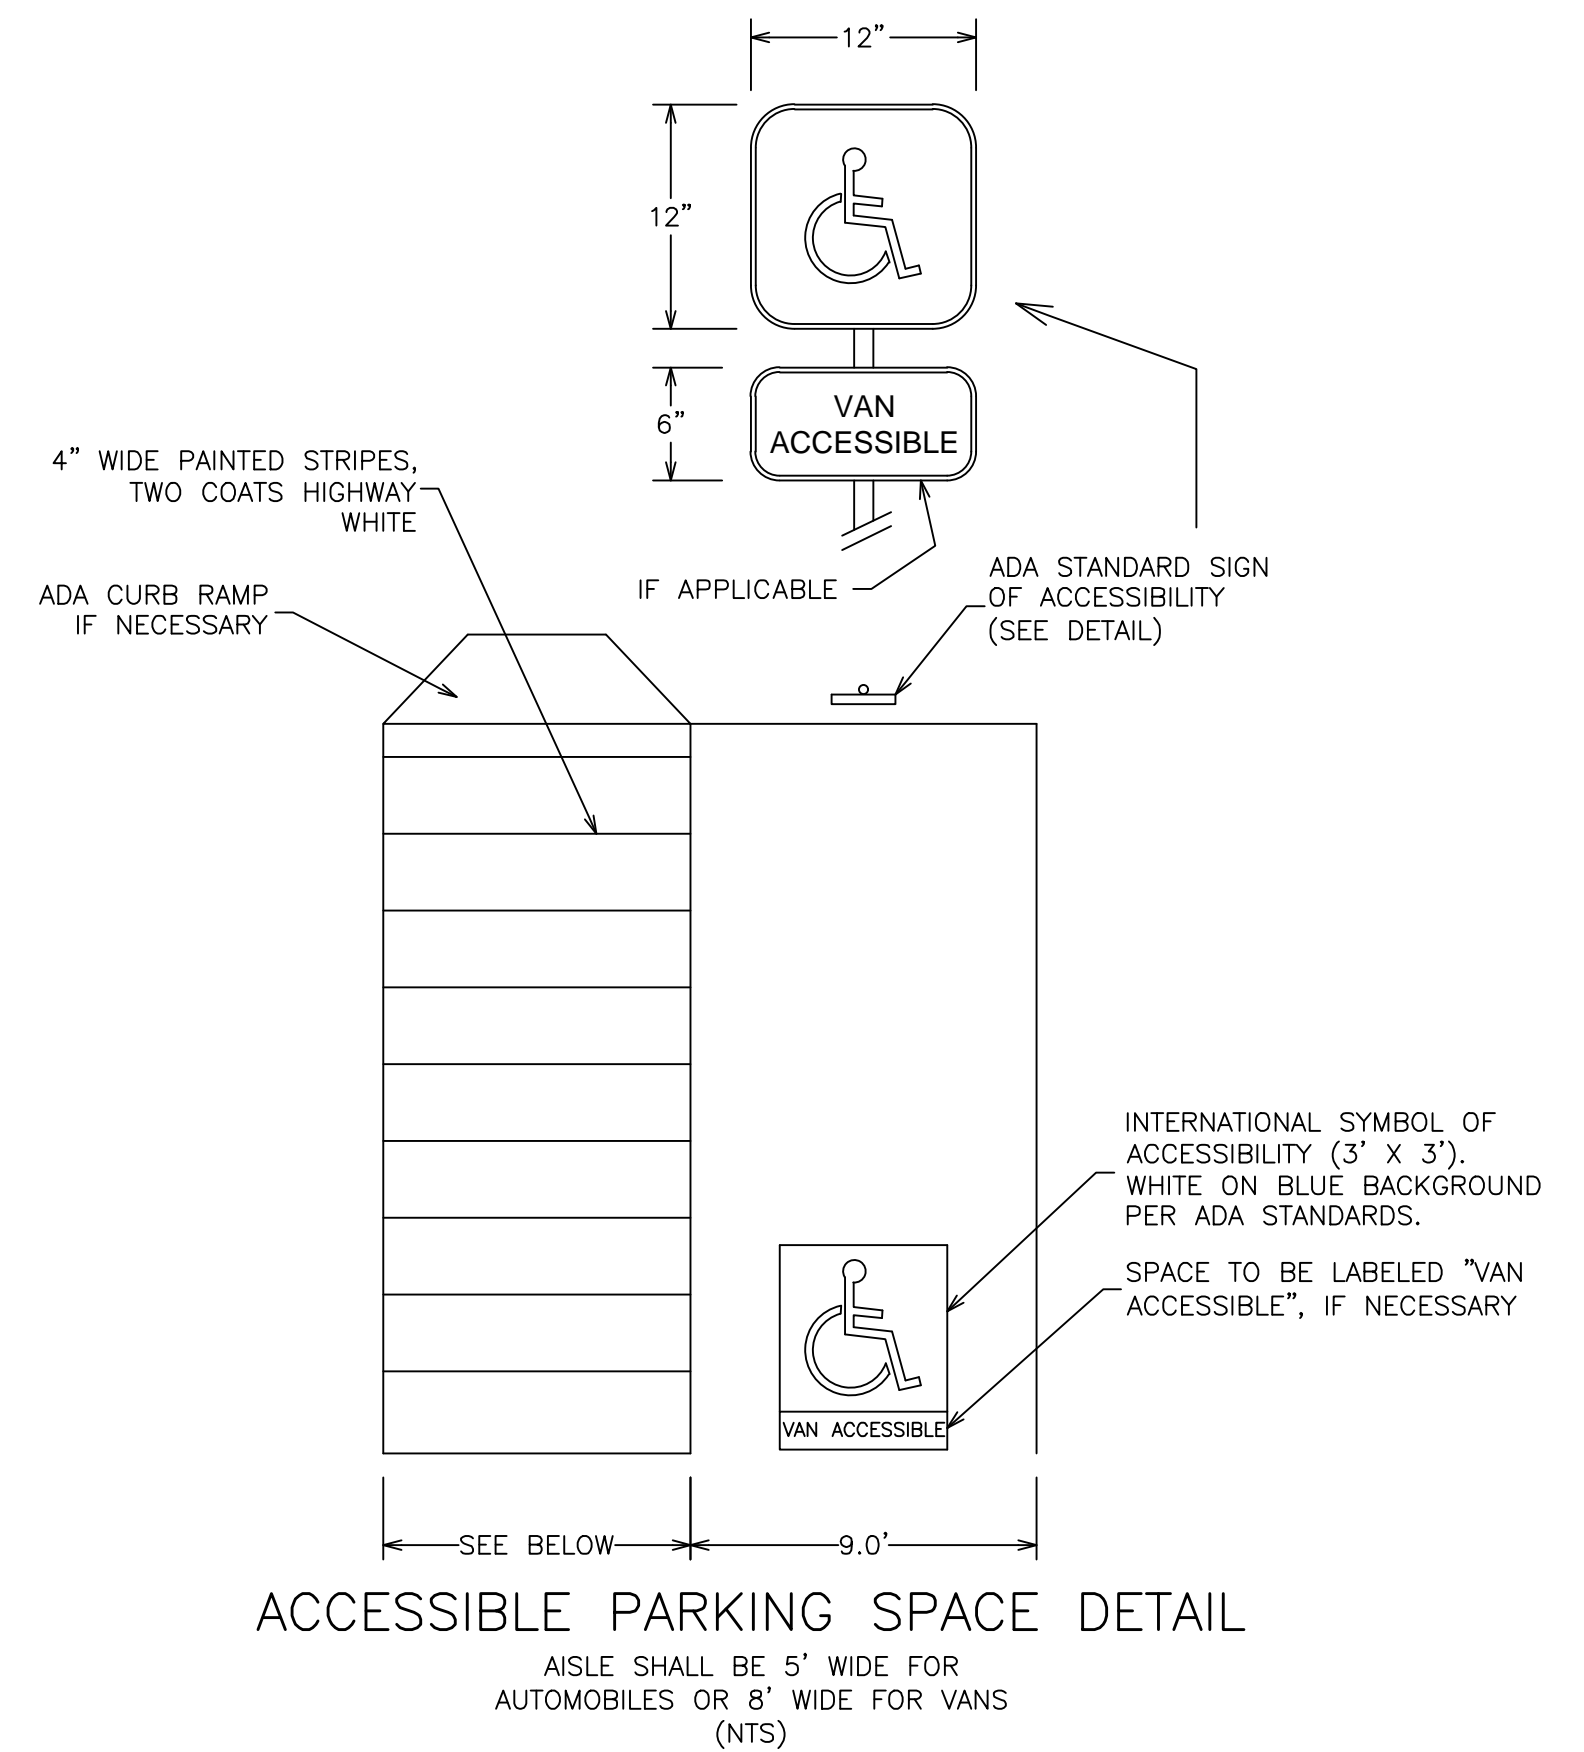 12”
12”
6”
VAN
ACCESSIBLE
4” WIDE PAINTED STRIPES,
TWO COATS HIGHWAY
WHITE
ADA CURB RAMP
IF NECESSARY
IF APPLICABLE
ADA STANDARD SIGN
OF ACCESSIBILITY
(SEE DETAIL)
INTERNATIONAL SYMBOL OF
ACCESSIBILITY (3’ X 3’).
WHITE ON BLUE BACKGROUND
PER ADA STANDARDS.
SPACE TO BE LABELED ”VAN
ACCESSIBLE”, IF NECESSARY
VAN ACCESSIBLE
SEE BELOW
9.0’
ACCESSIBLE PARKING SPACE DETAIL
AISLE SHALL BE 5’ WIDE FOR
AUTOMOBILES OR 8’ WIDE FOR VANS
(NTS)